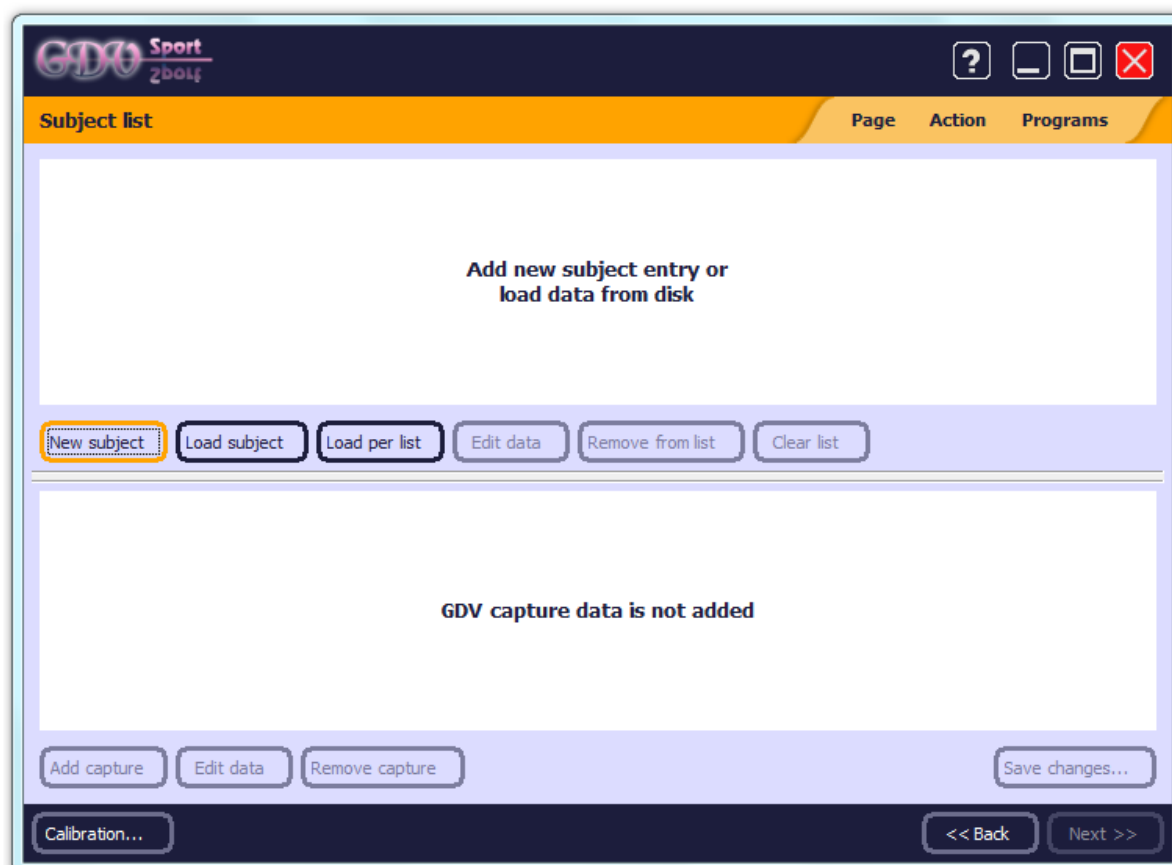 GDV Sport
?
Subject list
Page Action Programs
Add new subject entry or
load data from disk
New subject Load subject Load per list Edit data Remove from list Clear list
GDV capture data is not added
Add capture Edit data Remove capture Save changes...
Calibration... << Back Next >>